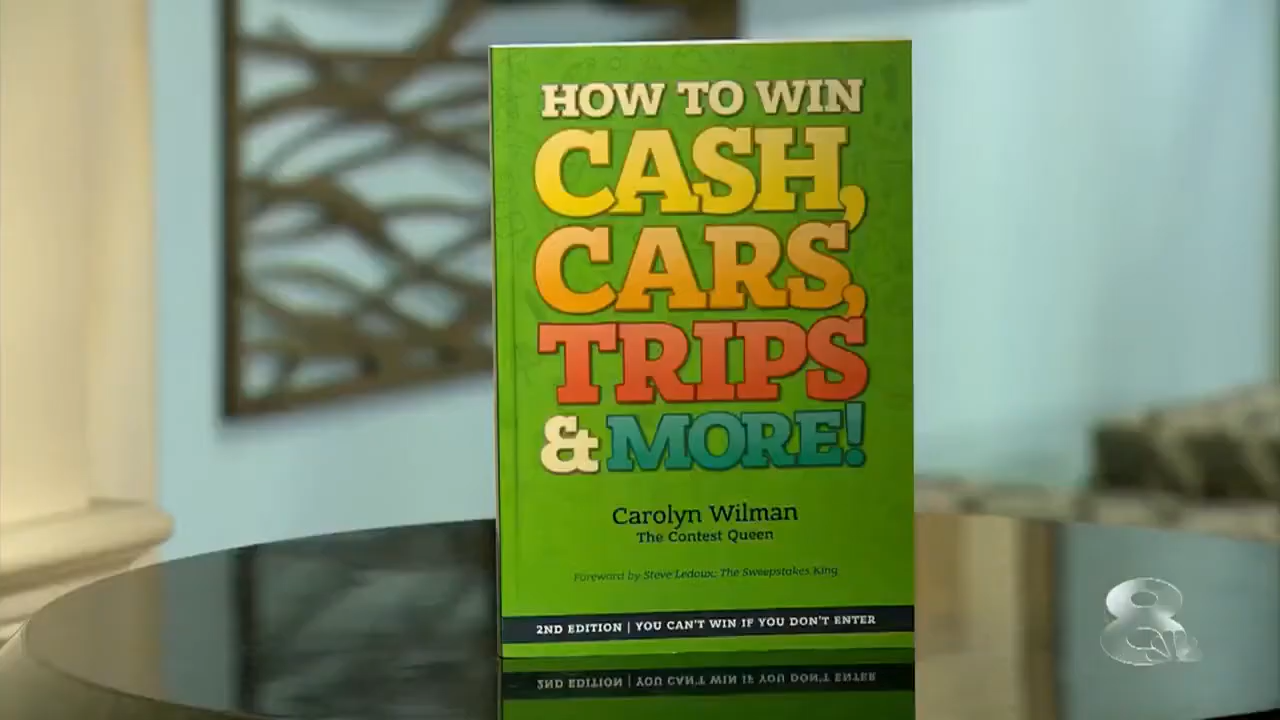 HOW TO WIN
CASH,
CARS,
TRIPS
& MORE!
Carolyn Wilman
The Contest Queen
Foreword by Steve Ledoux: The Sweepstakes King
2ND EDITION | YOU CAN'T WIN IF YOU DON'T ENTER
8